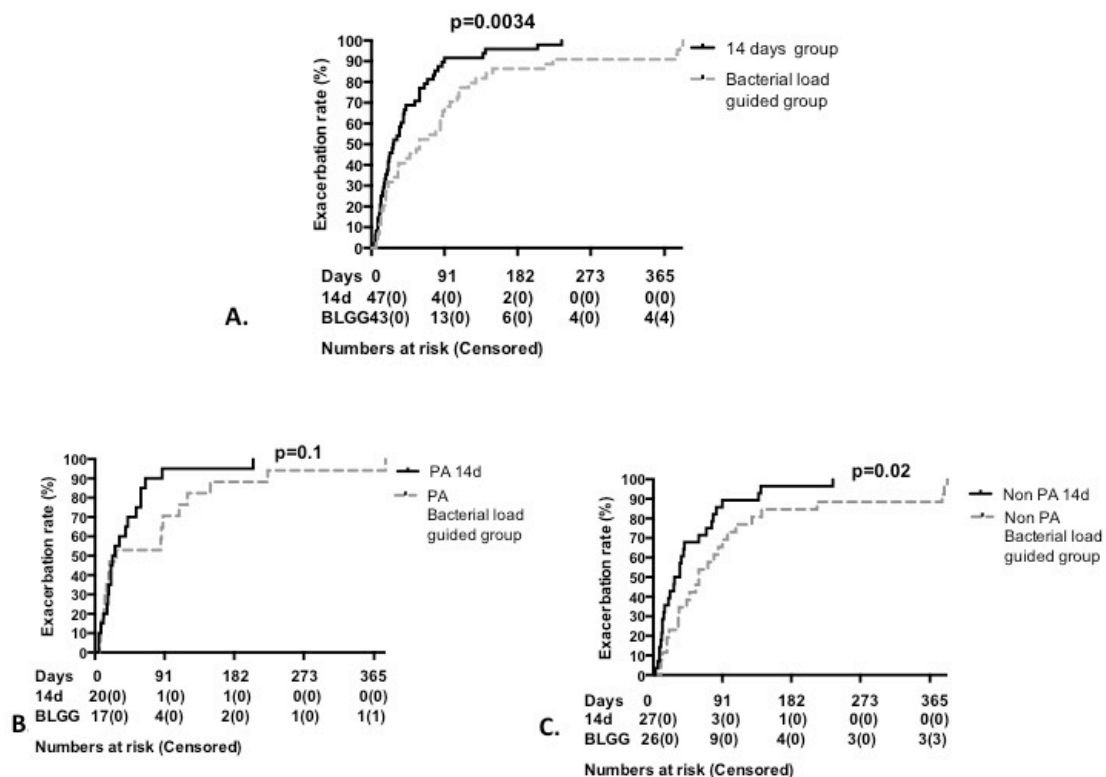 p=0.0034
Exacerbation rate (%)
100
90
80
70
60
50
40
30
20
10
0
14 days group
Bacterial load
guided group
Days 0 91 182 273 365
14d 47(0) 4(0) 2(0) 0(0) 0(0)
BLGG43(0) 13(0) 6(0) 4(0) 4(4)
Numbers at risk (Censored)
A.
p=0.1
Exacerbation rate (%)
100
90
80
70
60
50
40
30
20
10
0
PA 14d
PA
Bacterial load
guided group
Days 0 91 182 273 365
14d 20(0) 1(0) 1(0) 0(0) 0(0)
BLGG 17(0) 4(0) 2(0) 1(0) 1(1)
Numbers at risk (Censored)
B.
p=0.02
Exacerbation rate (%)
100
90
80
70
60
50
40
30
20
10
0
Non PA 14d
Non PA
Bacterial load
guided group
Days 0 91 182 273 365
14d 27(0) 3(0) 1(0) 0(0) 0(0)
BLGG 26(0) 9(0) 4(0) 3(0) 3(3)
Numbers at risk (Censored)
C.